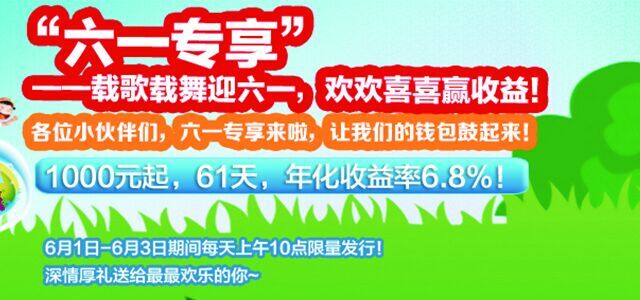 “六一专享”
——载歌载舞迎六一，欢欢喜喜赢收益！
各位小伙伴们，六一专享来啦，让我们的钱包鼓起来！
1000元起，61天，年化收益率6.8%！
6月1日-6月3日期间每天上午10点限量发行！
深情厚礼送给最最欢乐的你~